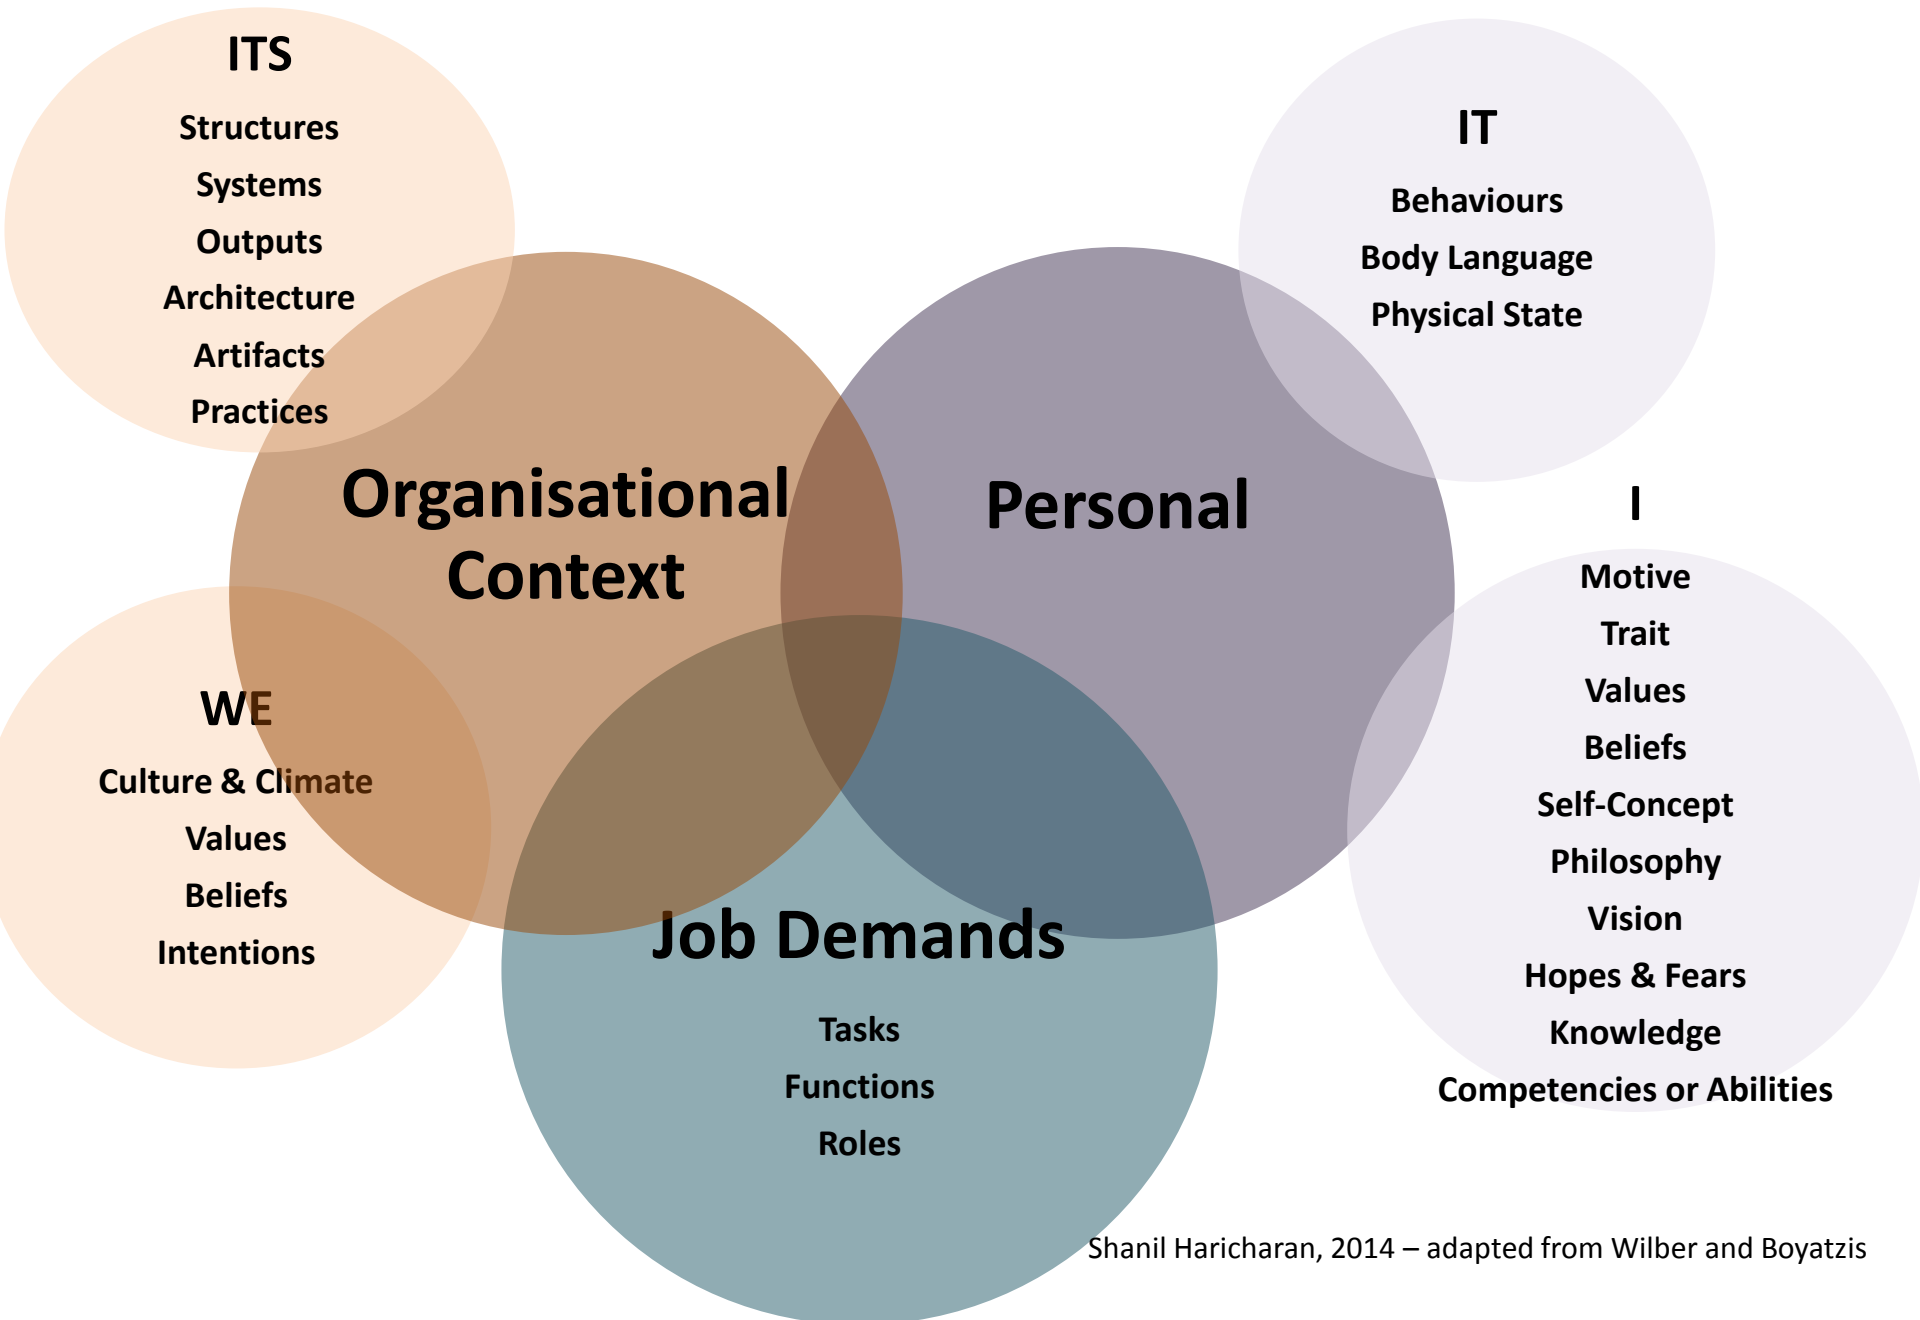 ITS
Structures
Systems
Outputs
Architecture
Artifacts
Practices
IT
Behaviours
Body Language
Physical State
Organisational
Context
Personal
I
Motive
Trait
Values
Beliefs
Self-Concept
Philosophy
Vision
Hopes & Fears
Knowledge
Competencies or Abilities
WE
Culture & Climate
Values
Beliefs
Intentions
Job Demands
Tasks
Functions
Roles
Shanil Haricharan, 2014 – adapted from Wilber and Boyatzis